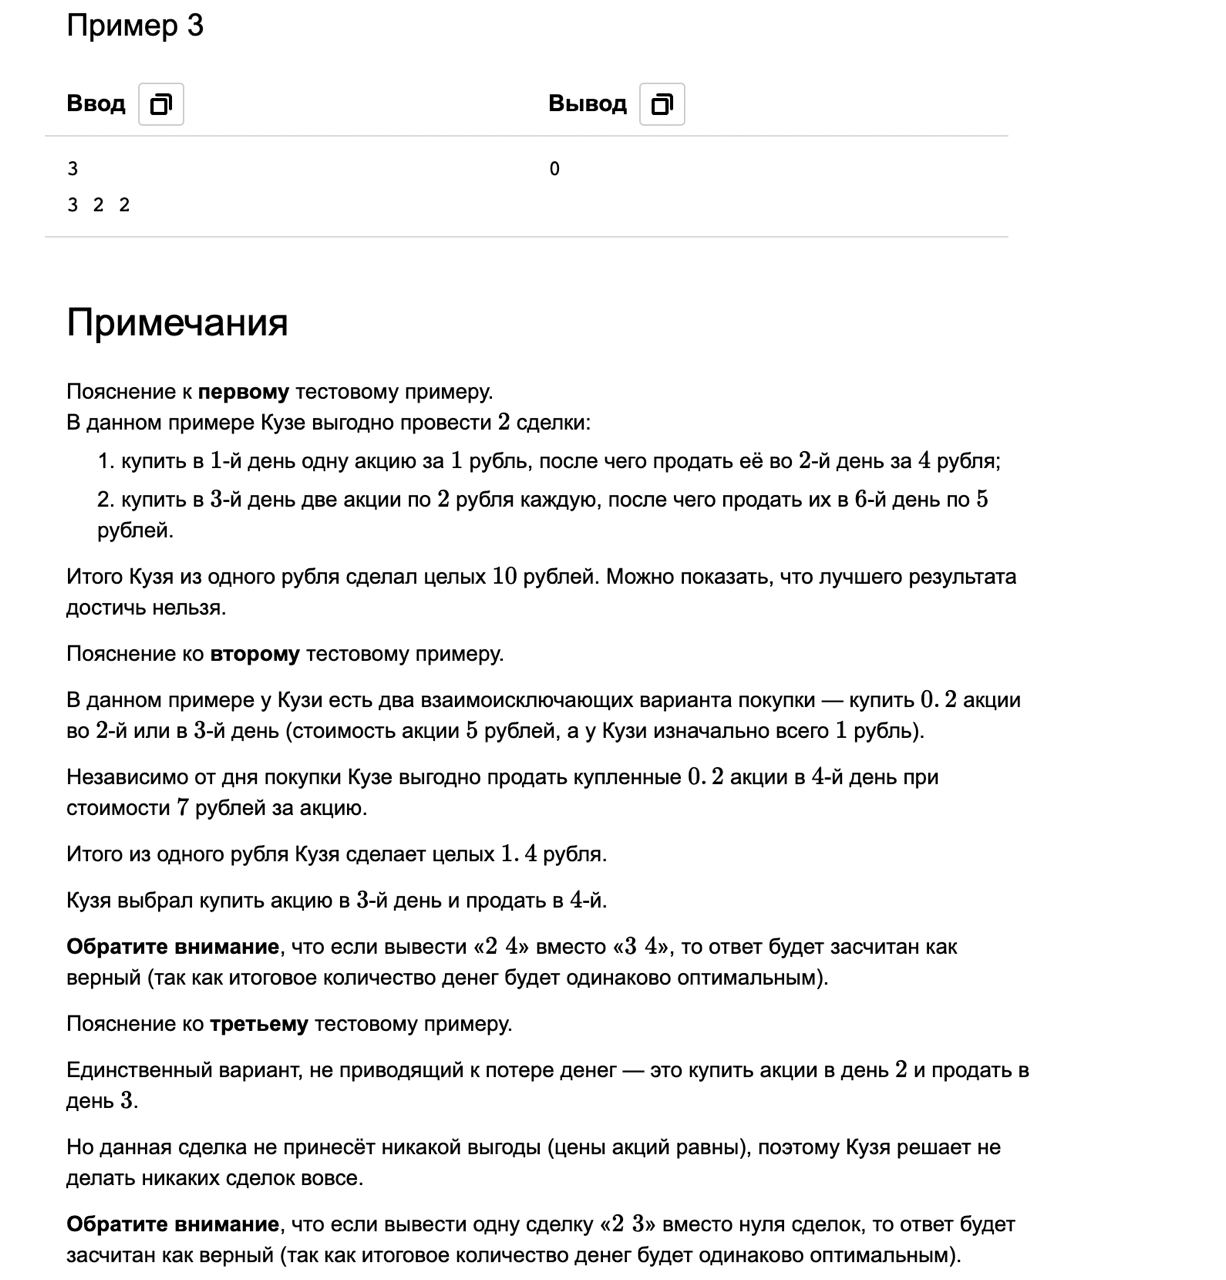 Пример 3
Ввод Вывод
3 0
3 2 2
Примечания
Пояснение к первому тестовому примеру.
В данном примере Кузе выгодно провести 2 сделки:
1. купить в 1-й день одну акцию за 1 рубль, после чего продать её во 2-й день за 4 рубля;
2. купить в 3-й день две акции по 2 рубля каждую, после чего продать их в 6-й день по 5
рублей.
Итого Кузя из одного рубля сделал целых 10 рублей. Можно показать, что лучшего результата
достичь нельзя.
Пояснение ко второму тестовому примеру.
В данном примере у Кузи есть два взаимоисключающих варианта покупки — купить 0.2 акции
во 2-й или в 3-й день (стоимость акции 5 рублей, а у Кузи изначально всего 1 рубль).
Независимо от дня покупки Кузе выгодно продать купленные 0.2 акции в 4-й день при
стоимости 7 рублей за акцию.
Итого из одного рубля Кузя сделает целых 1.4 рубля.
Кузя выбрал купить акцию в 3-й день и продать в 4-й.
Обратите внимание, что если вывести «2 4» вместо «3 4», то ответ будет засчитан как
верный (так как итоговое количество денег будет одинаково оптимальным).
Пояснение ко третьему тестовому примеру.
Единственный вариант, не приводящий к потере денег — это купить акции в день 2 и продать в
день 3.
Но данная сделка не принесёт никакой выгоды (цены акций равны), поэтому Кузя решает не
делать никаких сделок вовсе.
Обратите внимание, что если вывести одну сделку «2 3» вместо нуля сделок, то ответ будет
засчитан как верный (так как итоговое количество денег будет одинаково оптимальным).